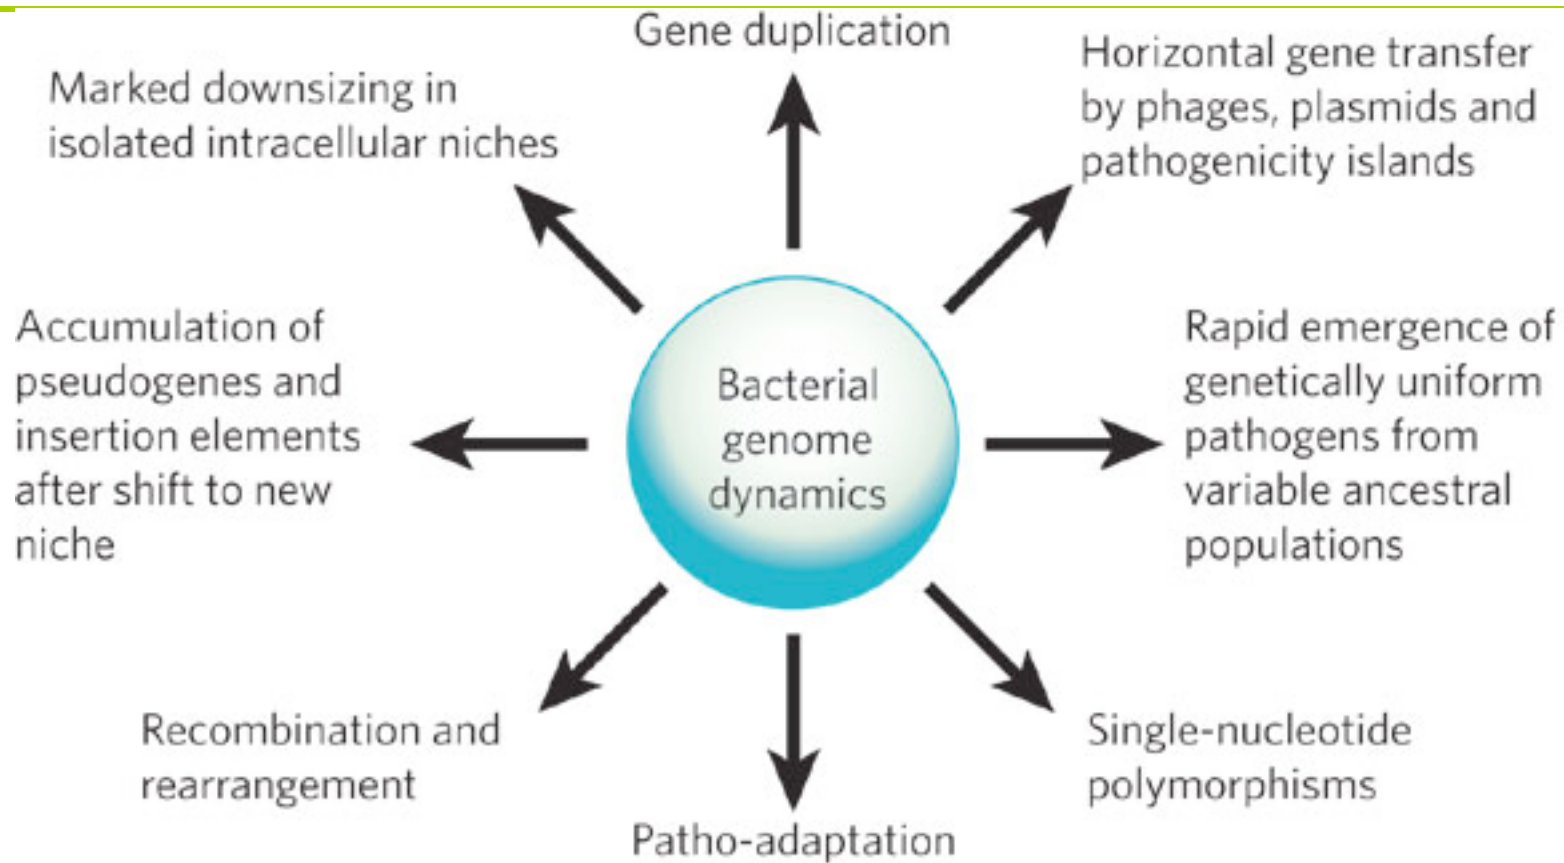 Gene duplication
Horizontal gene transfer
by phages, plasmids and
pathogenicity islands
Marked downsizing in
isolated intracellular niches
Accumulation of
pseudogenes and
insertion elements
after shift to new
niche
Bacterial
genome
dynamics
Rapid emergence of
genetically uniform
pathogens from
variable ancestral
populations
Recombination and
rearrangement
Single-nucleotide
polymorphisms
Patho-adaptation